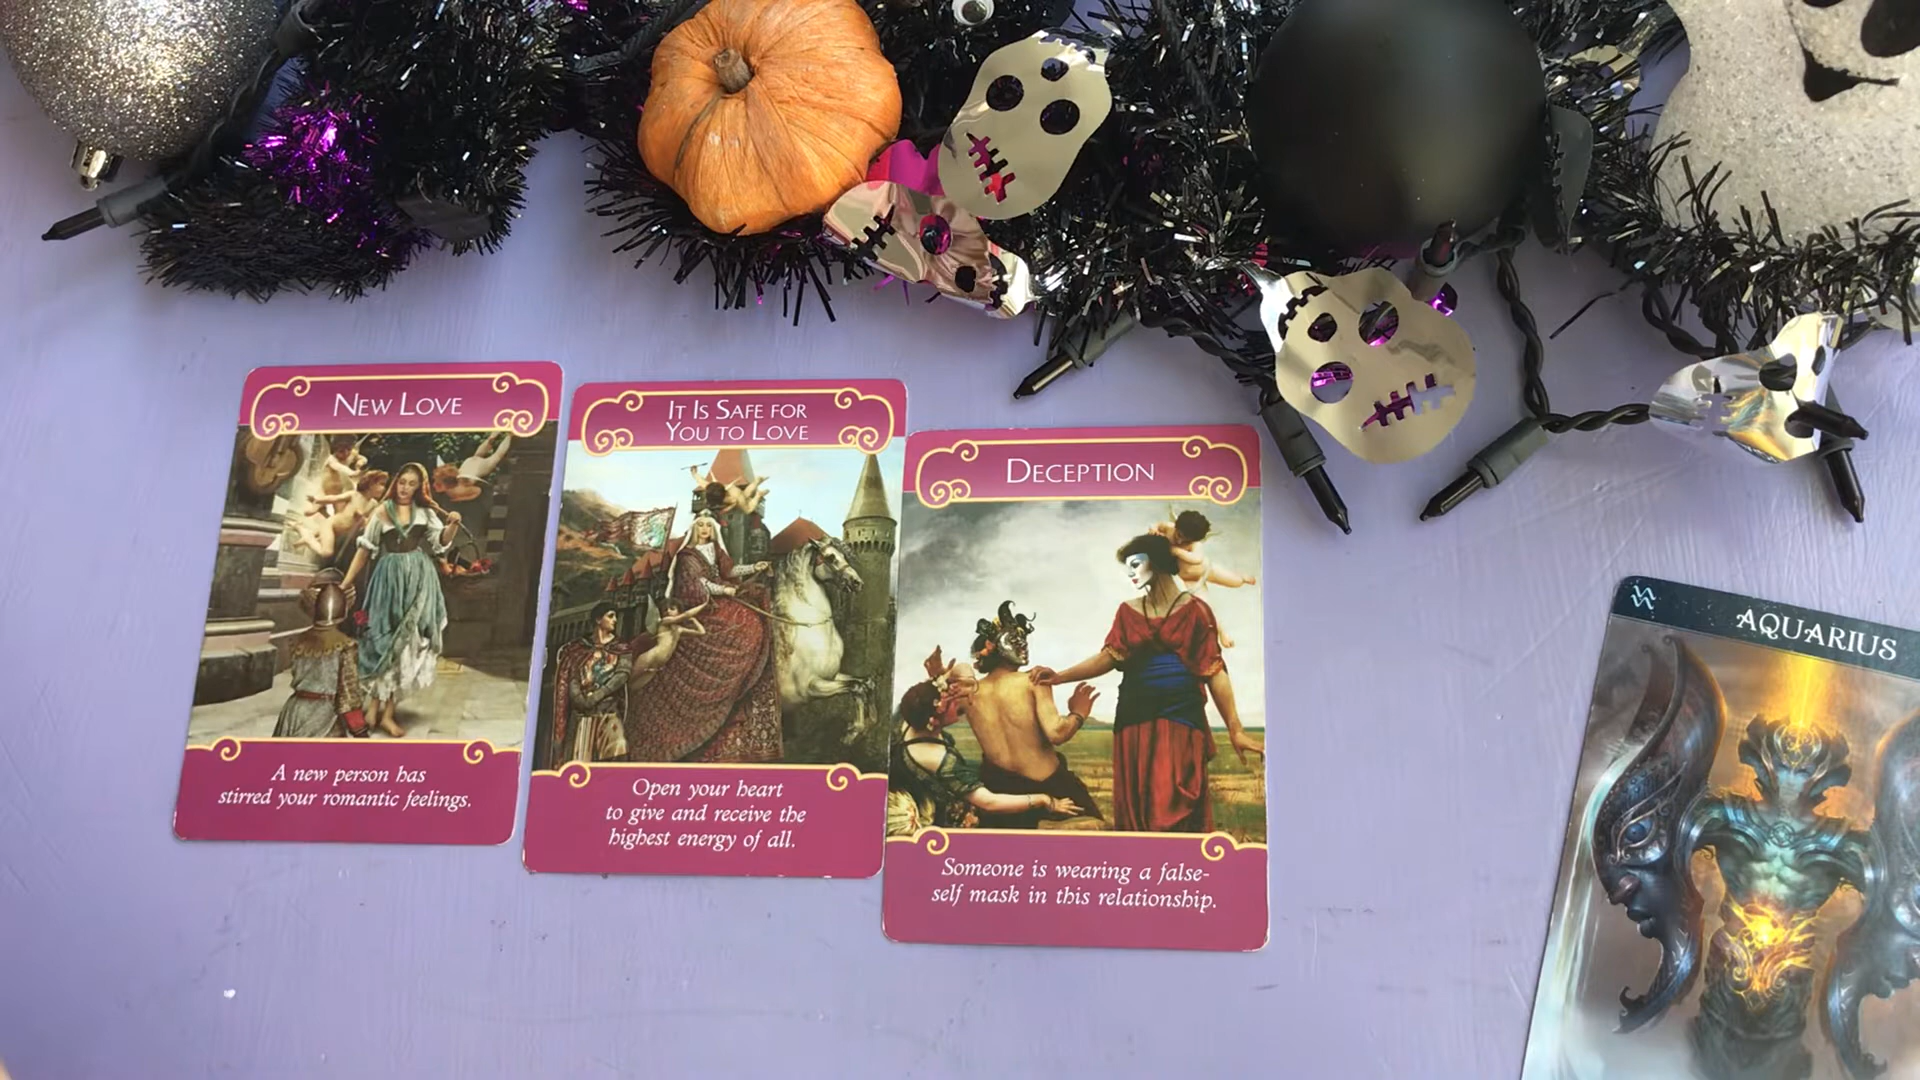 NEW LOVE
A new person has
stirred your romantic feelings.
IT IS SAFE FOR
YOU TO LOVE
Open your heart
to give and receive the
highest energy of all.
DECEPTION
Someone is wearing a false-
self mask in this relationship.
AQUARIUS